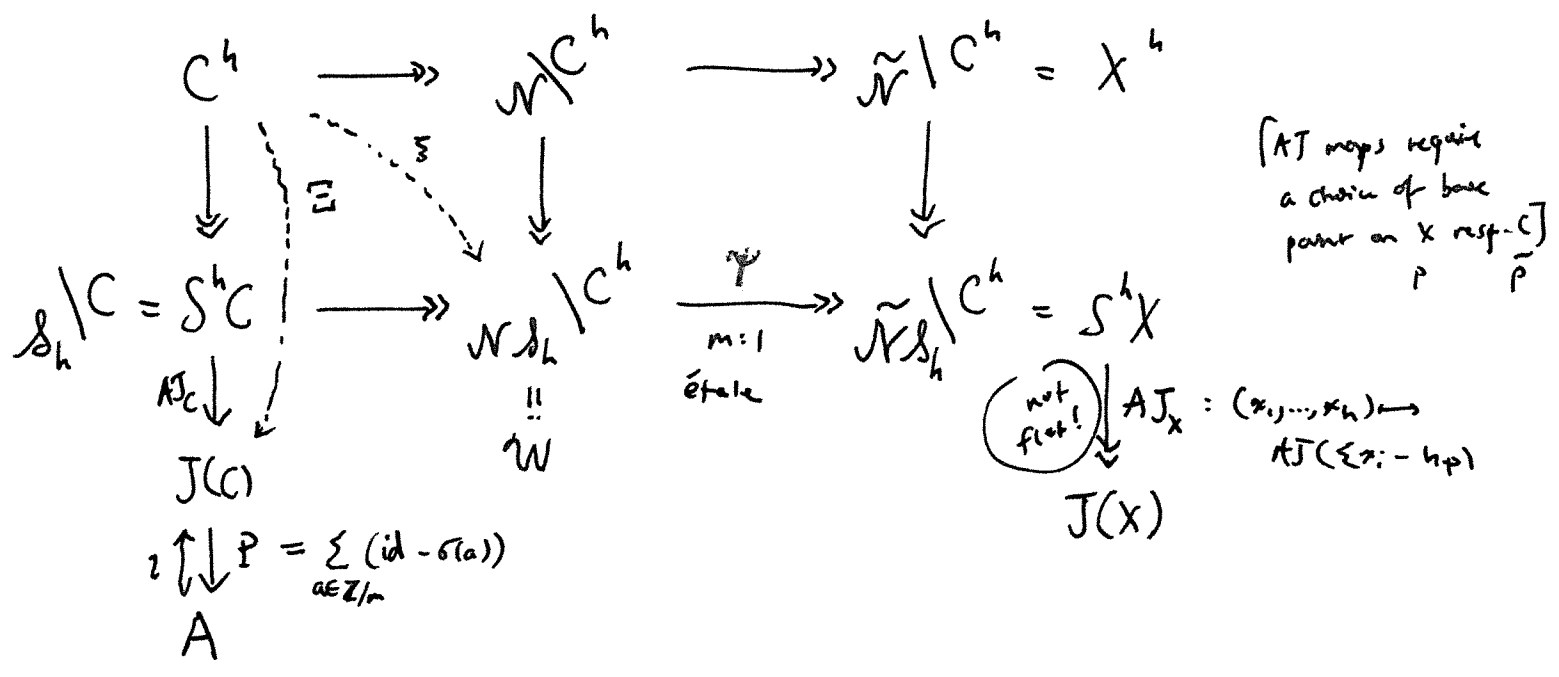 C^h →→ 𝒩\C^h →→ 𝒩̃\C^h = X^h
ξ
Ξ
[AJ maps require
a choice of base
point on X resp. C]
p p̃
𝒮_h\C = S^h C →→ 𝒩𝒮_h\C^h Ψ →→ 𝒩̃𝒮_h\C^h = S^h X
m:1
étale
!!
W
AJ_C
not
flat!
AJ_X : (x_1,...,x_h) ↦
AJ(Σx_i - hp)
J(C)
J(X)
ι P = Σ (id - σ(a))
a∈ℤ/m
A